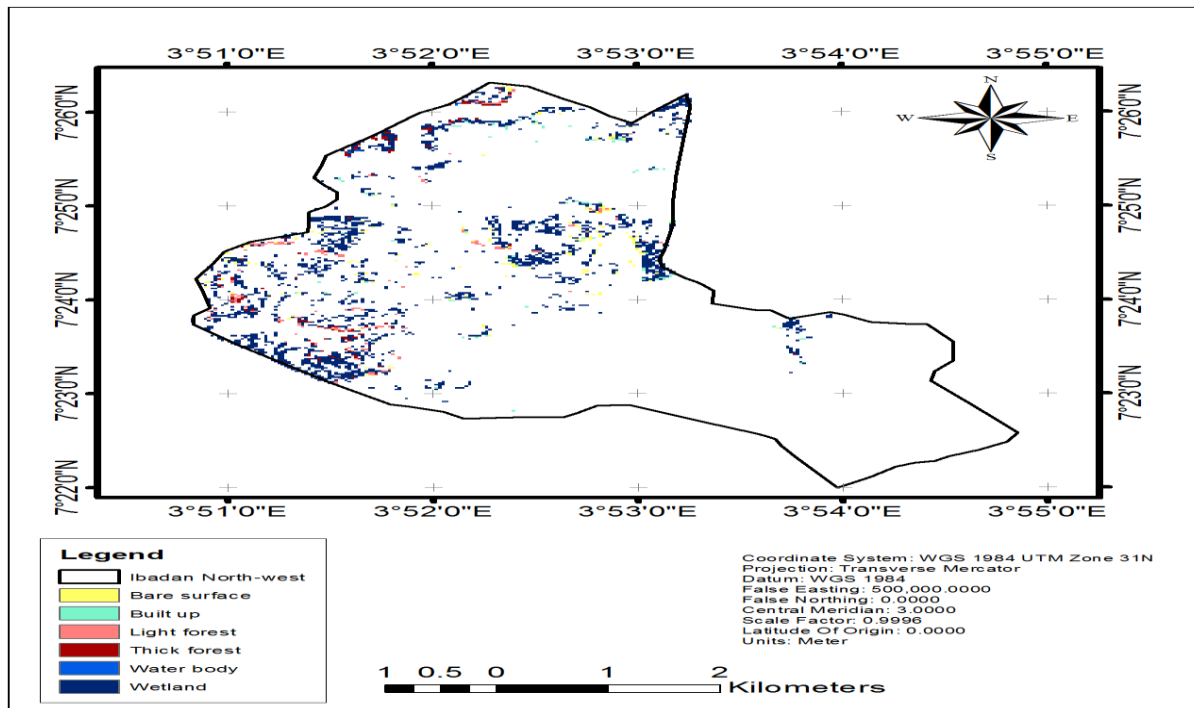 3°51'0"E 3°52'0"E 3°53'0"E 3°54'0"E 3°55'0"E
N
W E
S
7°26'0"N 7°26'0"N
7°25'0"N 7°25'0"N
7°24'0"N 7°24'0"N
7°23'0"N 7°23'0"N
7°22'0"N
3°51'0"E 3°52'0"E 3°53'0"E 3°54'0"E 3°55'0"E
Legend
Ibadan North-west
Bare surface
Built up
Light forest
Thick forest
Water body
Wetland
Coordinate System: WGS 1984 UTM Zone 31N
Projection: Transverse Mercator
Datum: WGS 1984
False Easting: 500,000.0000
False Northing: 0.0000
Central Meridian: 3.0000
Scale Factor: 0.9996
Latitude Of Origin: 0.0000
Units: Meter
1 0.5 0 1 2
Kilometers